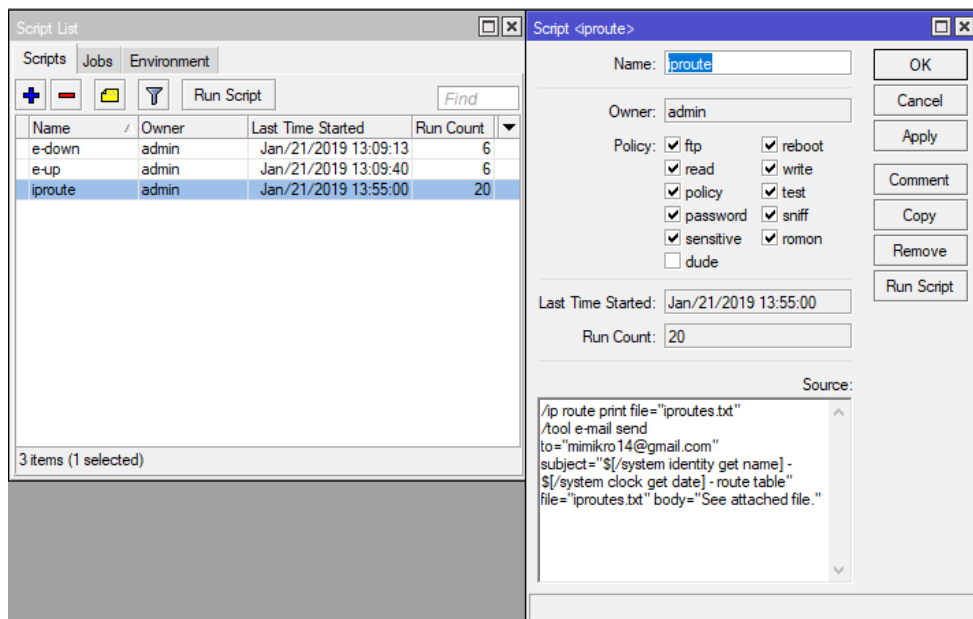 Script List
Scripts Jobs Environment
Run Script Find
Name Owner Last Time Started Run Count
e-down admin Jan/21/2019 13:09:13 6
e-up admin Jan/21/2019 13:09:40 6
iproute admin Jan/21/2019 13:55:00 20
3 items (1 selected)
Script <iproute>
Name: iproute
Owner: admin
Policy: ftp reboot
read write
policy test
password sniff
sensitive romon
dude
Last Time Started: Jan/21/2019 13:55:00
Run Count: 20
Source:
/ip route print file="iproutes.txt"
/tool e-mail send
to="mimikro14@gmail.com"
subject="$[/system identity get name] -
$[/system clock get date] - route table"
file="iproutes.txt" body="See attached file."
OK
Cancel
Apply
Comment
Copy
Remove
Run Script